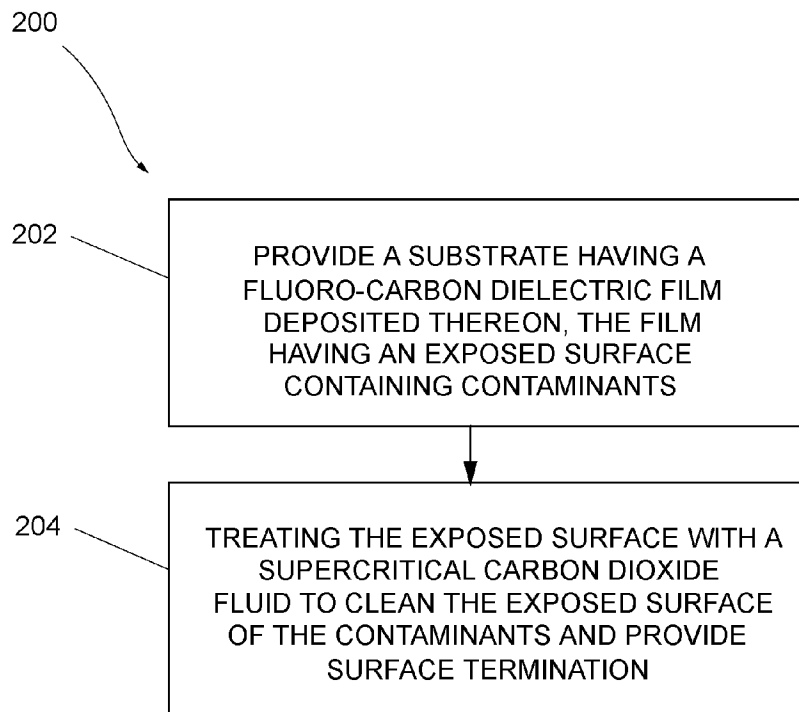 200
202
PROVIDE A SUBSTRATE HAVING A
FLUORO-CARBON DIELECTRIC FILM
DEPOSITED THEREON, THE FILM
HAVING AN EXPOSED SURFACE
CONTAINING CONTAMINANTS
204
TREATING THE EXPOSED SURFACE WITH A
SUPERCRITICAL CARBON DIOXIDE
FLUID TO CLEAN THE EXPOSED SURFACE
OF THE CONTAMINANTS AND PROVIDE
SURFACE TERMINATION